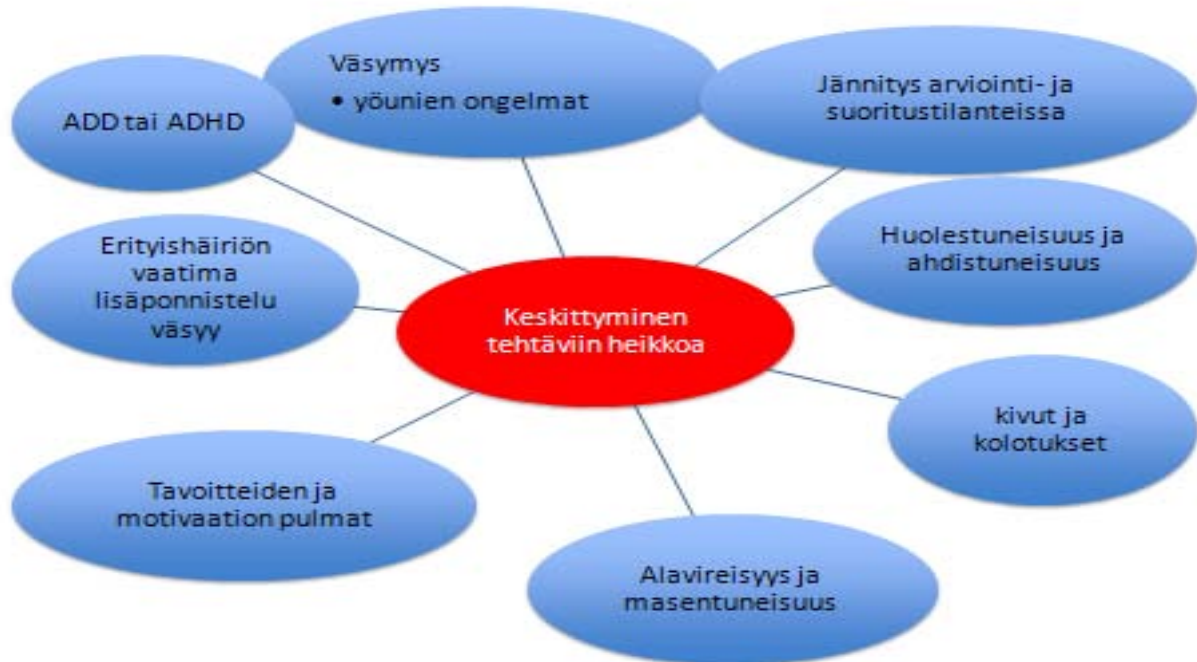 Väsymys
• yöunien ongelmat
Jännitys arviointi- ja
suoritustilanteissa
ADD tai ADHD
Huolestuneisuus ja
ahdistuneisuus
Erityishäiriön
vaatima
lisäponnistelu
väsyy
Keskittyminen
tehtäviin heikkoa
kivut ja
kolotukset
Tavoitteiden ja
motivaation pulmat
Alavireisyys ja
masentuneisuus